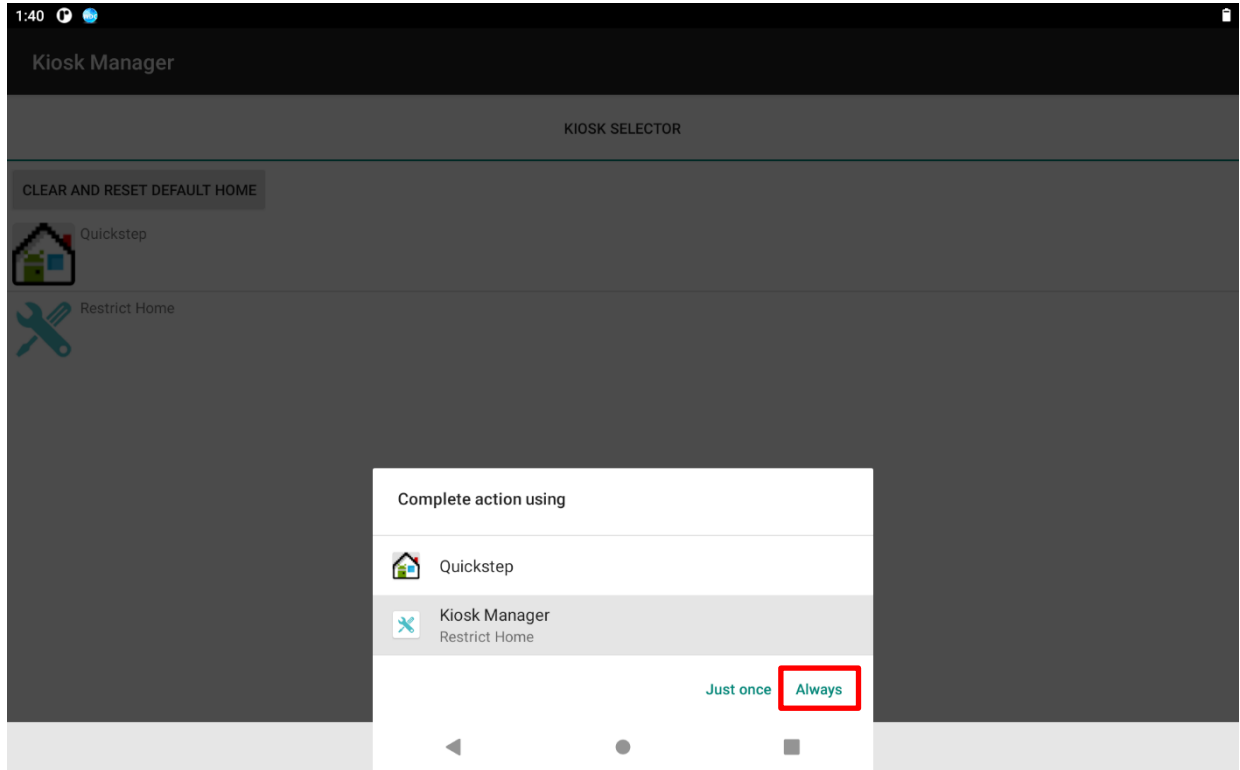 1:40
Kiosk Manager
KIOSK SELECTOR
CLEAR AND RESET DEFAULT HOME
Quickstep
Restrict Home
Complete action using
Quickstep
Kiosk Manager
Restrict Home
Just once Always